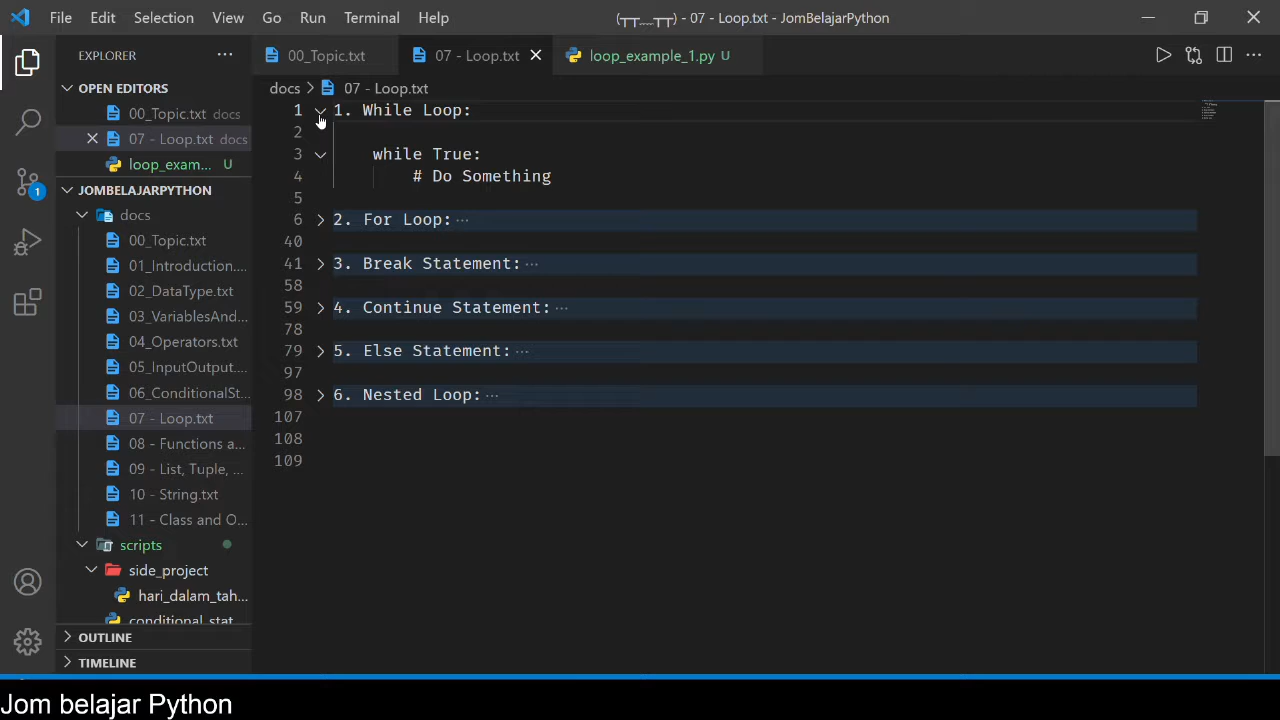 File Edit Selection View Go Run Terminal Help
(┬┬﹏┬┬) - 07 - Loop.txt - JomBelajarPython
EXPLORER ...
00_Topic.txt
07 - Loop.txt
loop_example_1.py U
OPEN EDITORS
00_Topic.txt docs
07 - Loop.txt docs
loop_exam... U
JOMBELAJARPYTHON
docs
00_Topic.txt
01_Introduction....
02_DataType.txt
03_VariablesAnd...
04_Operators.txt
05_InputOutput....
06_ConditionalSt...
07 - Loop.txt
08 - Functions a...
09 - List, Tuple, ...
10 - String.txt
11 - Class and O...
scripts
side_project
hari_dalam_tah...
conditional_stat
OUTLINE
TIMELINE
1
docs > 07 - Loop.txt
1 1. While Loop:
2
3 while True:
4 # Do Something
5
6 2. For Loop: ...
40
41 3. Break Statement: ...
58
59 4. Continue Statement: ...
78
79 5. Else Statement: ...
97
98 6. Nested Loop: ...
107
108
109
Jom belajar Python